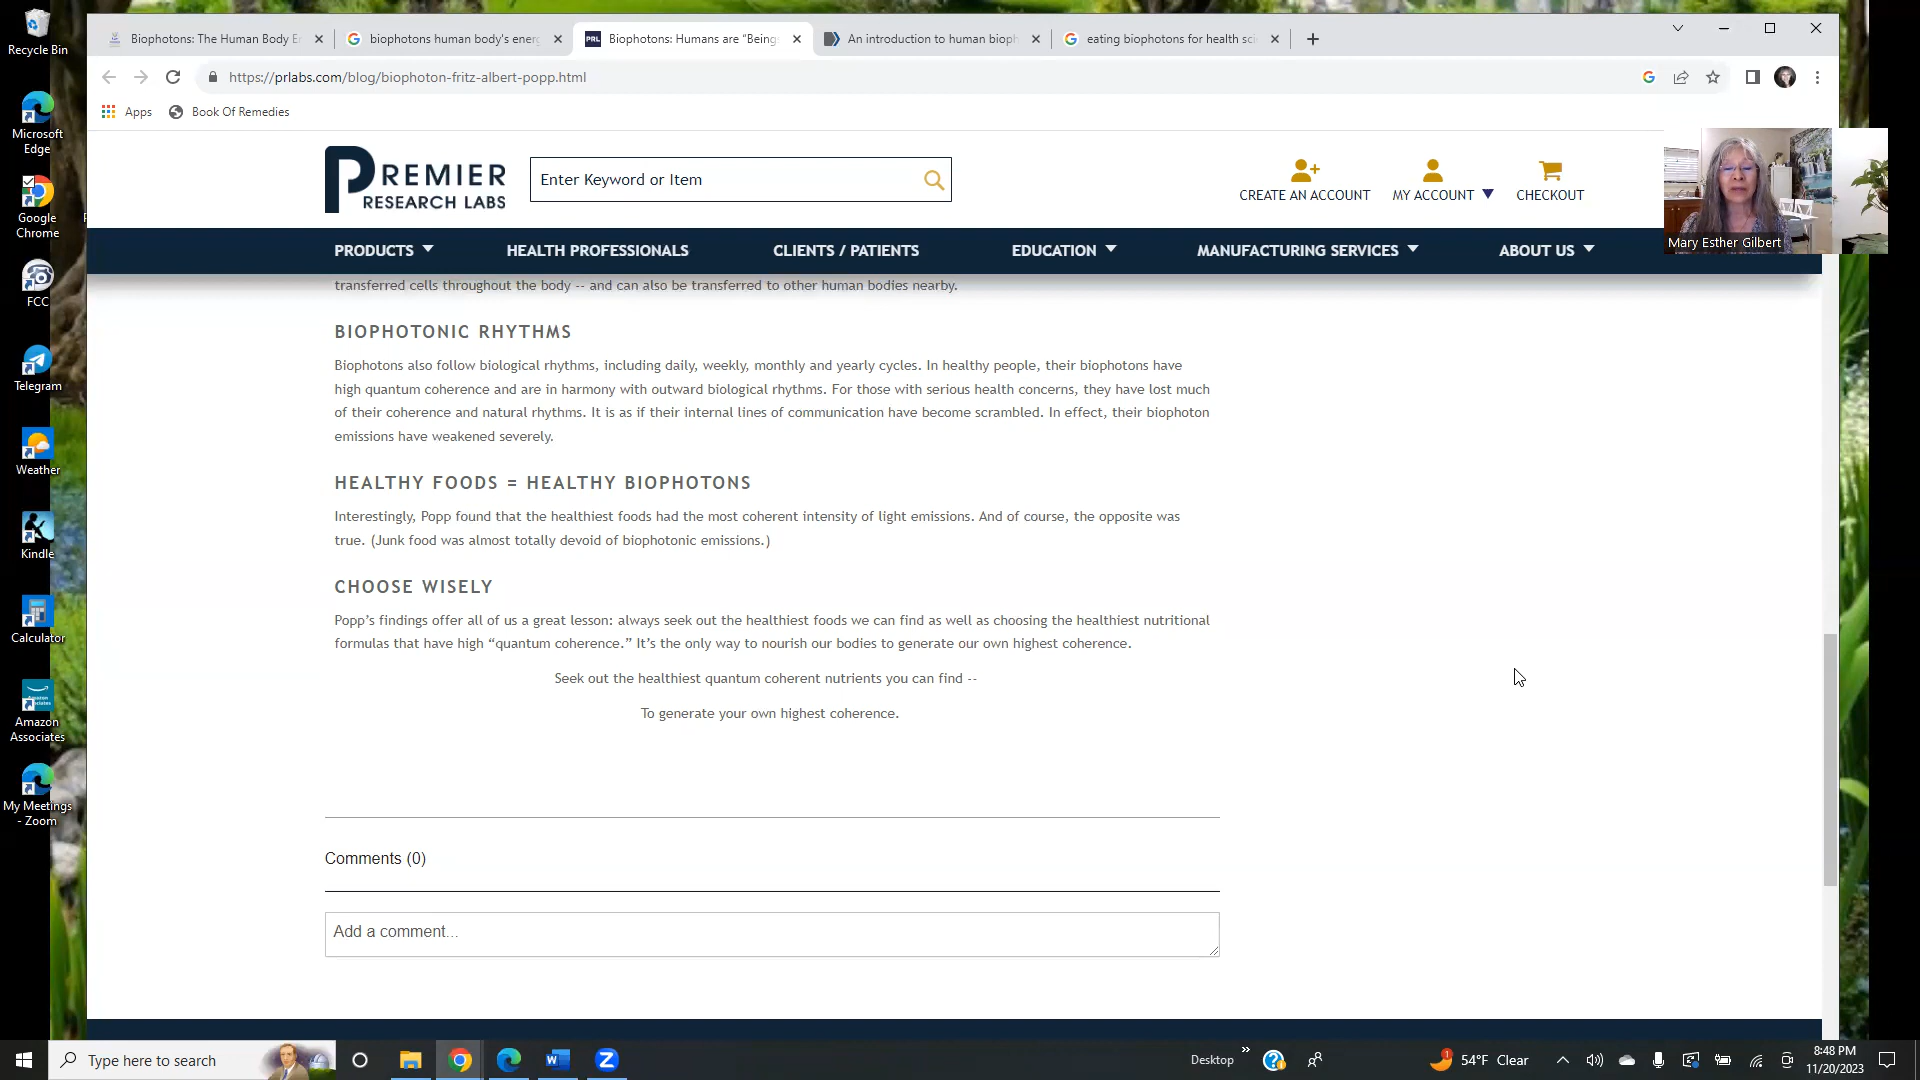 Recycle Bin
Microsoft
Edge
Google
Chrome
FCC
Telegram
Weather
Kindle
Calculator
Amazon
Associates
My Meetings
- Zoom
Biophotons: The Human Body E
biophotons human body's energ
Biophotons: Humans are “Being
An introduction to human bioph
eating biophotons for health sci
https://prlabs.com/blog/biophoton-fritz-albert-popp.html
Apps
Book Of Remedies
PREMIER
RESEARCH LABS
Enter Keyword or Item
CREATE AN ACCOUNT
MY ACCOUNT
CHECKOUT
Mary Esther Gilbert
PRODUCTS
HEALTH PROFESSIONALS
CLIENTS / PATIENTS
EDUCATION
MANUFACTURING SERVICES
ABOUT US
transferred cells throughout the body -- and can also be transferred to other human bodies nearby.
BIOPHOTONIC RHYTHMS
Biophotons also follow biological rhythms, including daily, weekly, monthly and yearly cycles. In healthy people, their biophotons have
high quantum coherence and are in harmony with outward biological rhythms. For those with serious health concerns, they have lost much
of their coherence and natural rhythms. It is as if their internal lines of communication have become scrambled. In effect, their biophoton
emissions have weakened severely.
HEALTHY FOODS = HEALTHY BIOPHOTONS
Interestingly, Popp found that the healthiest foods had the most coherent intensity of light emissions. And of course, the opposite was
true. (Junk food was almost totally devoid of biophotonic emissions.)
CHOOSE WISELY
Popp’s findings offer all of us a great lesson: always seek out the healthiest foods we can find as well as choosing the healthiest nutritional
formulas that have high “quantum coherence.” It’s the only way to nourish our bodies to generate our own highest coherence.
Seek out the healthiest quantum coherent nutrients you can find --
To generate your own highest coherence.
Comments (0)
Add a comment...
Type here to search
Desktop
54°F Clear
8:48 PM
11/20/2023